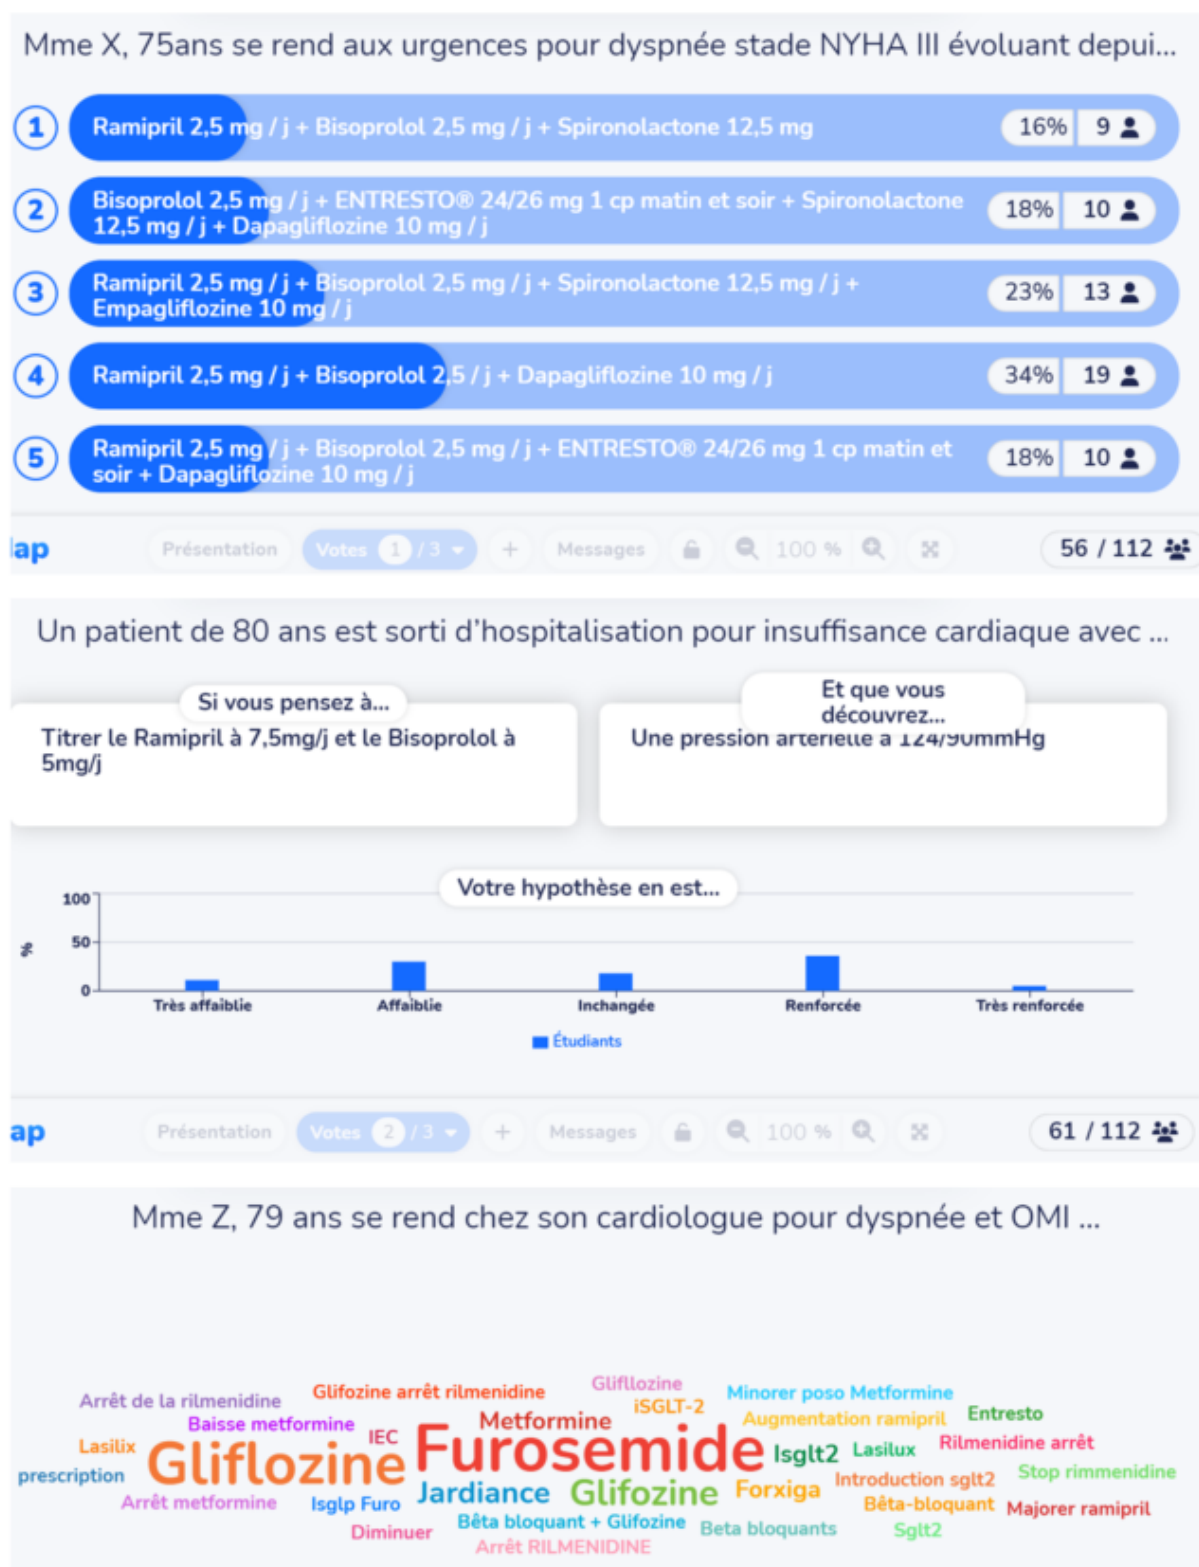 Mme X, 75ans se rend aux urgences pour dyspnée stade NYHA III évoluant depui...
1 Ramipril 2,5 mg / j + Bisoprolol 2,5 mg / j + Spironolactone 12,5 mg 16% 9
2 Bisoprolol 2,5 mg / j + ENTRESTO® 24/26 mg 1 cp matin et soir + Spironolactone
12,5 mg / j + Dapagliflozine 10 mg / j 18% 10
3 Ramipril 2,5 mg / j + Bisoprolol 2,5 mg / j + Spironolactone 12,5 mg / j +
Empagliflozine 10 mg / j 23% 13
4 Ramipril 2,5 mg / j + Bisoprolol 2,5 / j + Dapagliflozine 10 mg / j 34% 19
5 Ramipril 2,5 mg / j + Bisoprolol 2,5 mg / j + ENTRESTO® 24/26 mg 1 cp matin et
soir + Dapagliflozine 10 mg / j 18% 10
lap Présentation Votes 1 / 3 + Messages 100 % 56 / 112
Un patient de 80 ans est sorti d'hospitalisation pour insuffisance cardiaque avec ...
Si vous pensez à...
Titrer le Ramipril à 7,5mg/j et le Bisoprolol à
5mg/j
Et que vous
découvrez...
Une pression artérielle à 124/90mmHg
Votre hypothèse en est...
100
%
50
0
Très affaiblie Affaiblie Inchangée Renforcée Très renforcée
Étudiants
ap Présentation Votes 2 / 3 + Messages 100 % 61 / 112
Mme Z, 79 ans se rend chez son cardiologue pour dyspnée et OMI ...
Arrêt de la rilmenidine Glifozine arrêt rilmenidine Glifllozine Minorer poso Metformine
Baisse metformine IEC Metformine iSGLT-2 Augmentation ramipril Entresto
Lasilix Gliflozine Furosemide Isglt2 Lasilux Rilmenidine arrêt
prescription Jardiance Glifozine Forxiga Introduction sglt2 Stop rimmenidine
Arrêt metformine Isglp Furo Bêta-bloquant Majorer ramipril
Diminuer Bêta bloquant + Glifozine Beta bloquants Sglt2
Arrêt RILMENIDINE